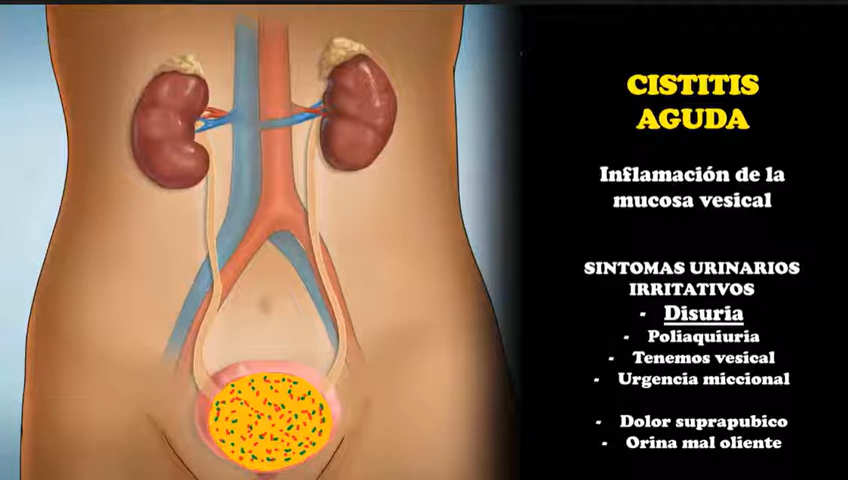 CISTITIS
AGUDA
Inflamación de la
mucosa vesical
SINTOMAS URINARIOS
IRRITATIVOS
- Disuria
- Poliaquiuria
- Tenemos vesical
- Urgencia miccional
- Dolor suprapubico
- Orina mal oliente